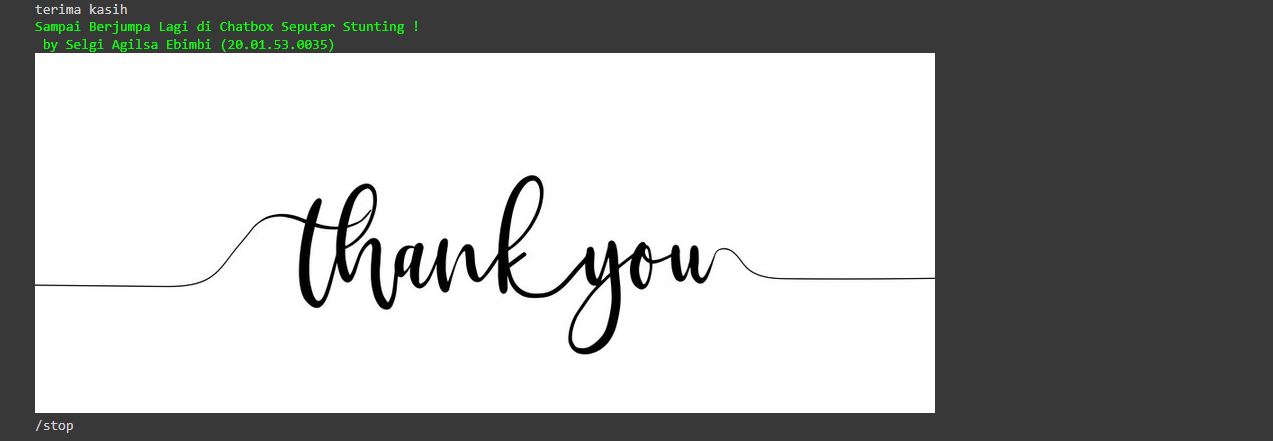 terima kasih
Sampai Berjumpa Lagi di Chatbox Seputar Stunting !
by Selgi Agilsa Ebimbi (20.01.53.0035)
thank you
/stop